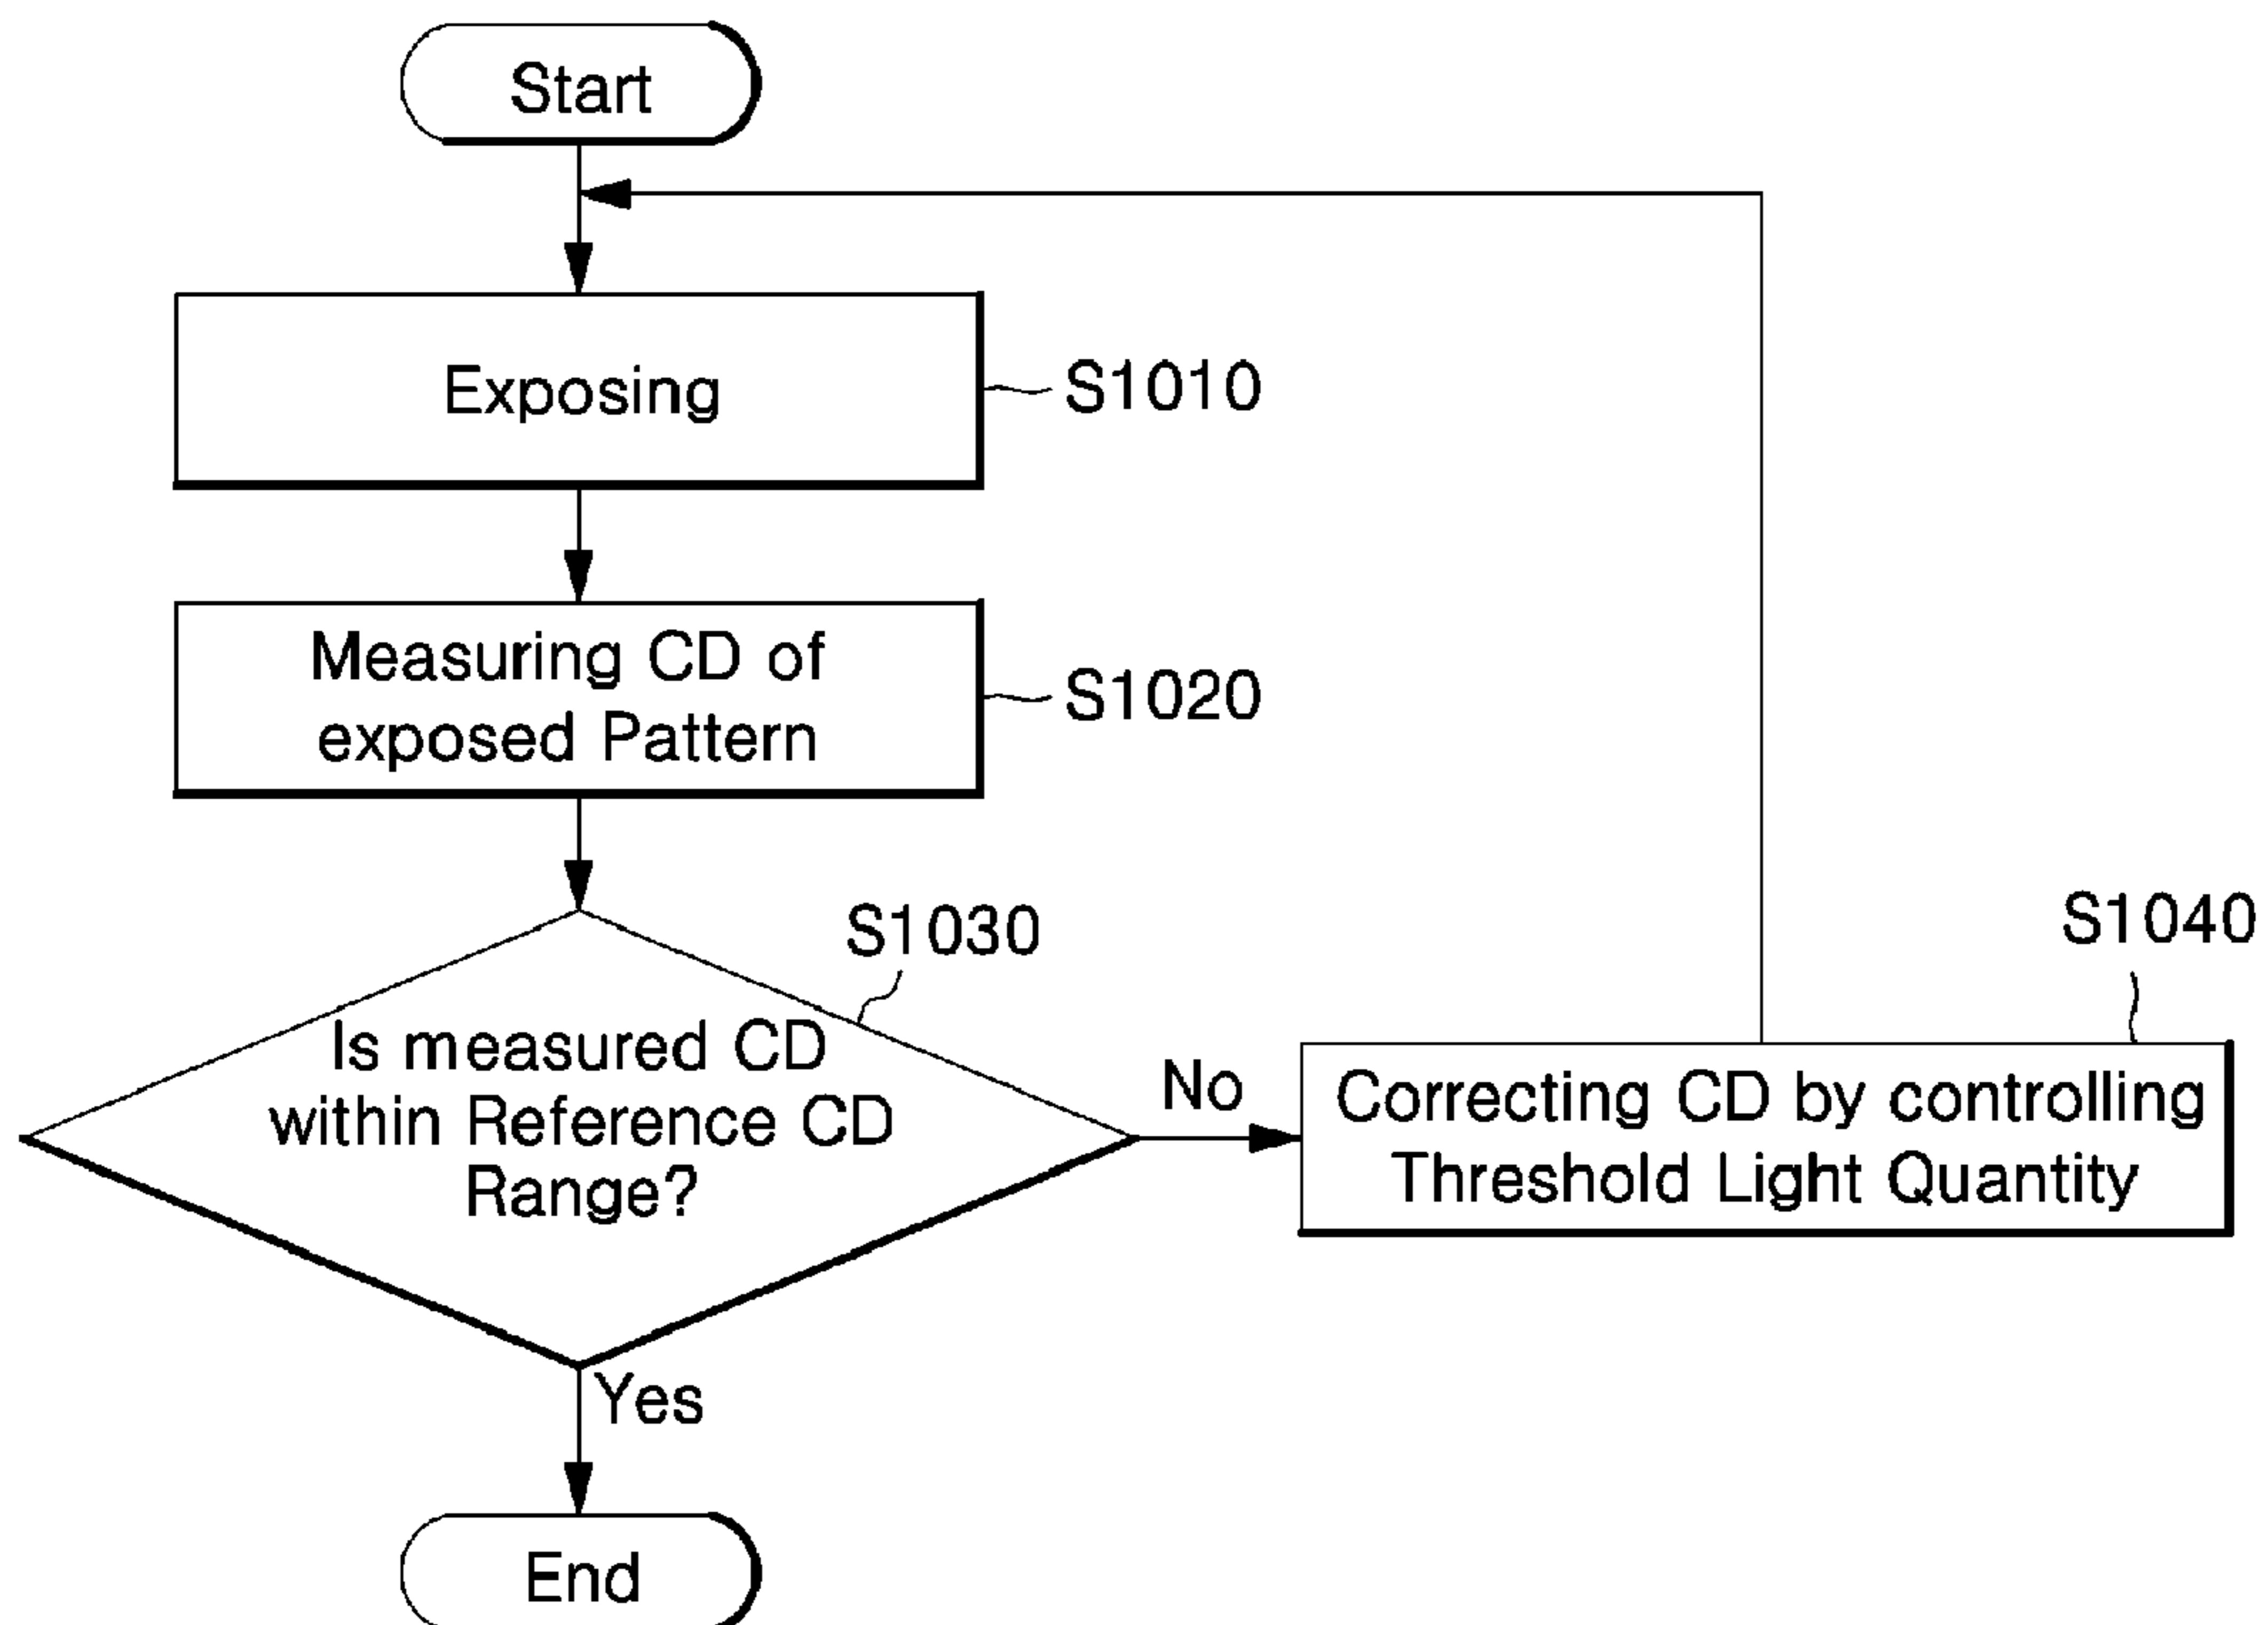 Start
Exposing
S1010
Measuring CD of
exposed Pattern
S1020
S1030
Is measured CD
within Reference CD
Range?
No
S1040
Correcting CD by controlling
Threshold Light Quantity
Yes
End